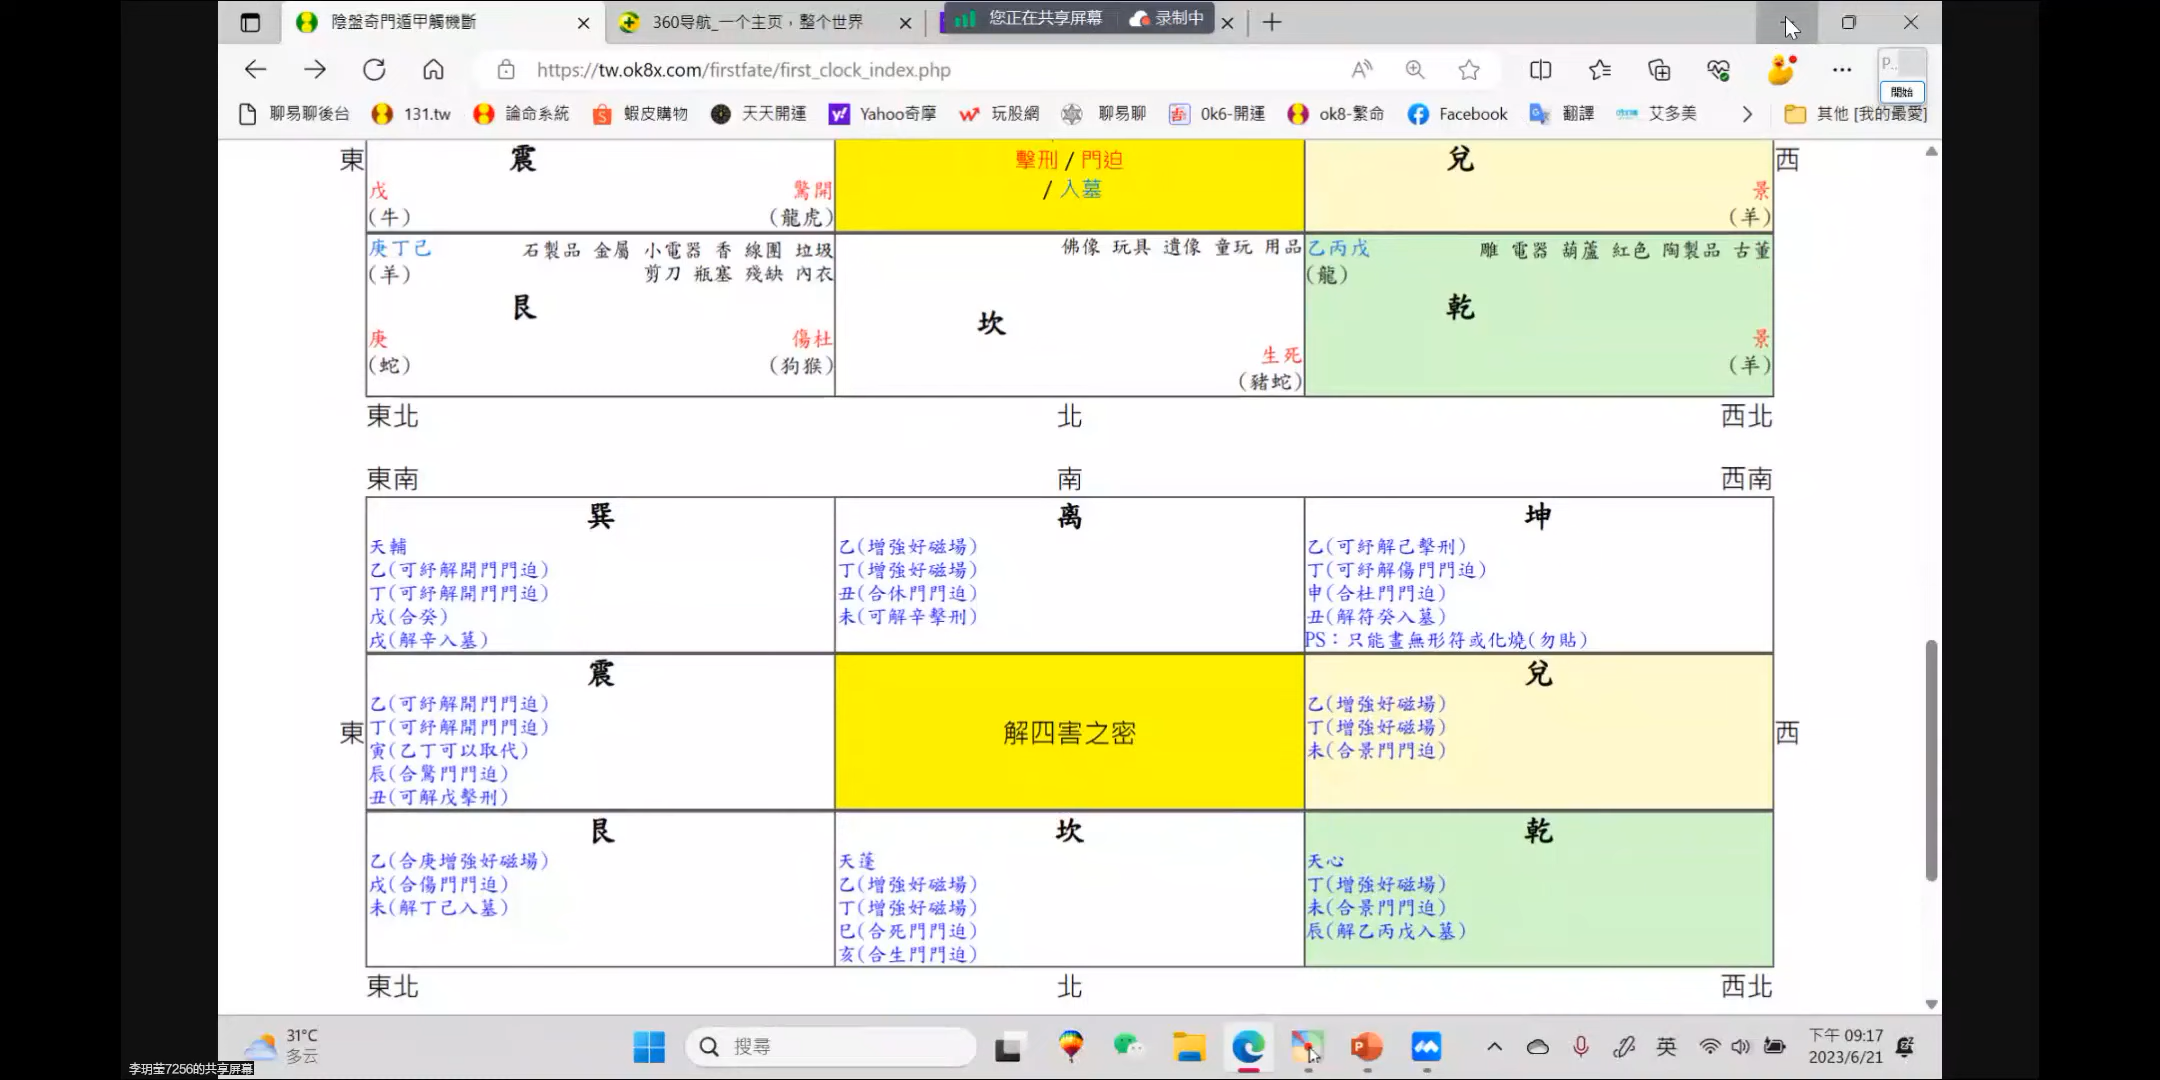 陰盤奇門遁甲觸機斷
360导航_一个主页，整个世界
您正在共享屏幕
录制中
https://tw.ok8x.com/firstfate/first_clock_index.php
P...
開始
聊易聊後台
131.tw
論命系統
蝦皮購物
天天開運
Yahoo奇摩
玩股網
聊易聊
0k6-開運
ok8-繁命
Facebook
翻譯
艾多美
其他 [我的最愛]
東
震
戊
(牛)
驚開
(龍虎)
擊刑 / 門迫
/ 入墓
兌
景
(羊)
西
庚丁己
(羊)
石製品 金屬 小電器 香 線團 垃圾
剪刀 瓶塞 殘缺 內衣
艮
庚
(蛇)
傷杜
(狗猴)
佛像 玩具 遺像 童玩 用品
坎
生死
(豬蛇)
乙丙戊
(龍)
雕 電器 葫蘆 紅色 陶製品 古董
乾
景
(羊)
東北
北
西北
東南
南
西南
巽
天輔
乙(可紓解開門門迫)
丁(可紓解開門門迫)
戊(合癸)
戌(解辛入墓)
离
乙(增強好磁場)
丁(增強好磁場)
丑(合休門門迫)
未(可解辛擊刑)
坤
乙(可紓解己擊刑)
丁(可紓解傷門門迫)
申(合杜門門迫)
丑(解符癸入墓)
PS：只能畫無形符或化燒(勿貼)
東
震
乙(可紓解開門門迫)
丁(可紓解開門門迫)
寅(乙丁可以取代)
辰(合驚門門迫)
丑(可解戊擊刑)
解四害之密
兌
乙(增強好磁場)
丁(增強好磁場)
未(合景門門迫)
西
艮
乙(合庚增強好磁場)
戌(合傷門門迫)
未(解丁己入墓)
坎
天蓬
乙(增強好磁場)
丁(增強好磁場)
巳(合死門門迫)
亥(合生門門迫)
乾
天心
丁(增強好磁場)
未(合景門門迫)
辰(解乙丙戊入墓)
東北
北
西北
31°C
多云
搜尋
英
下午 09:17
2023/6/21
李玥莹7256的共享屏幕